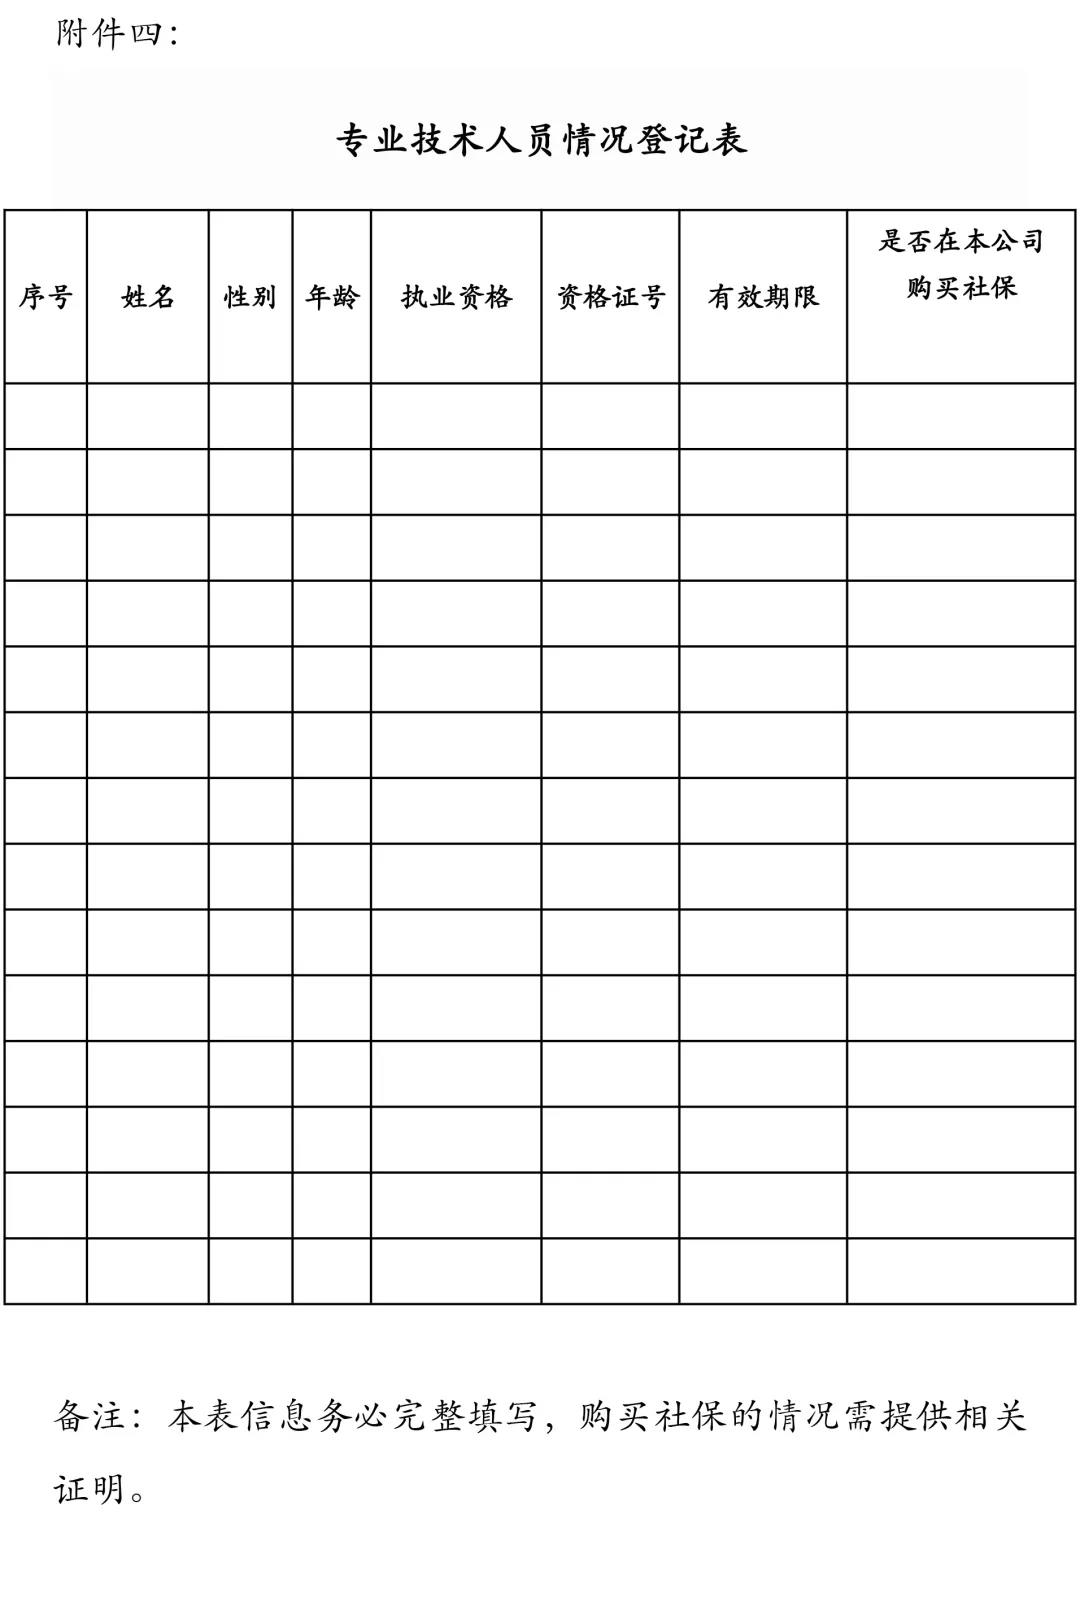 附件四：
专业技术人员情况登记表
序号 姓名 性别 年龄 执业资格 资格证号 有效期限 是否在本公司
购买社保
备注：本表信息务必完整填写，购买社保的情况需提供相关
证明。